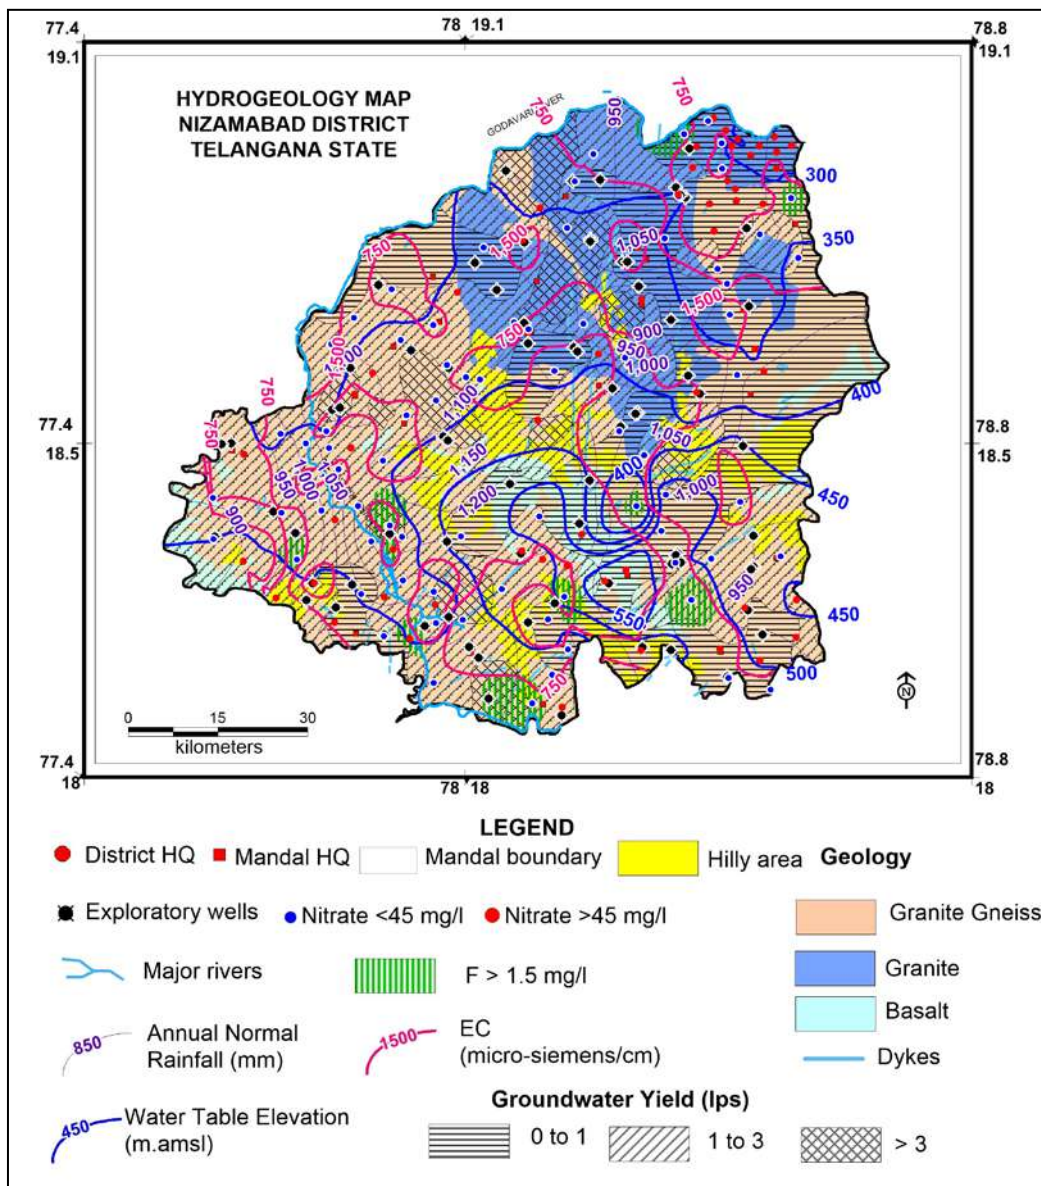 77.4
78 19.1
78.8
19.1
19.1
HYDROGEOLOGY MAP
NIZAMABAD DISTRICT
TELANGANA STATE
GODAVARI RIVER
750
950
750
300
350
750
1,500
1,050
1,500
900
950
1,000
750
1,500
750
1,100
400
77.4
18.5
78.8
18.5
750
1,050
1,150
400
1,000
450
950
1,050
1,200
900
950
550
450
500
750
N
0 15 30
kilometers
77.4
18
78 18
78.8
18
LEGEND
District HQ
Mandal HQ
Mandal boundary
Hilly area
Geology
Exploratory wells
Nitrate <45 mg/l
Nitrate >45 mg/l
Granite Gneiss
Major rivers
F > 1.5 mg/l
Granite
Basalt
850
Annual Normal
Rainfall (mm)
1500
EC
(micro-siemens/cm)
Dykes
450
Water Table Elevation
(m.amsl)
Groundwater Yield (lps)
0 to 1
1 to 3
> 3